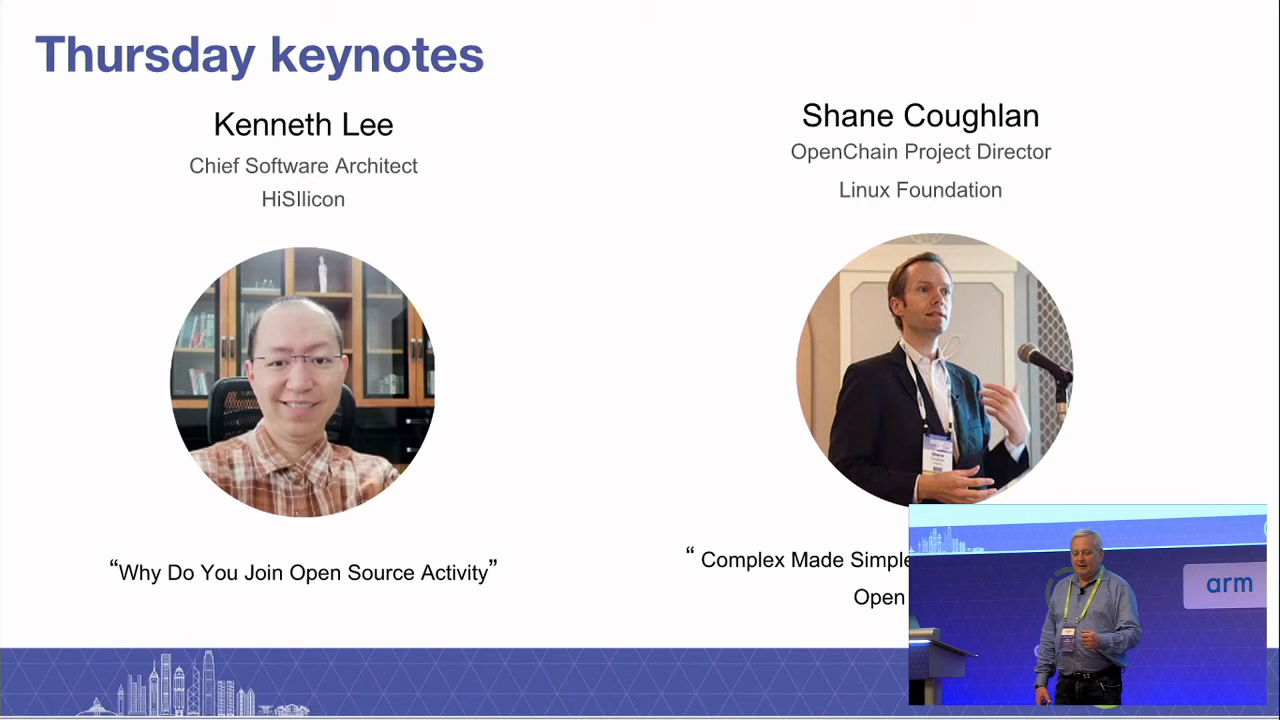 Thursday keynotes
Kenneth Lee
Chief Software Architect
HiSIlicon
“Why Do You Join Open Source Activity”
Shane Coughlan
OpenChain Project Director
Linux Foundation
“ Complex Made Simple
Open
arm